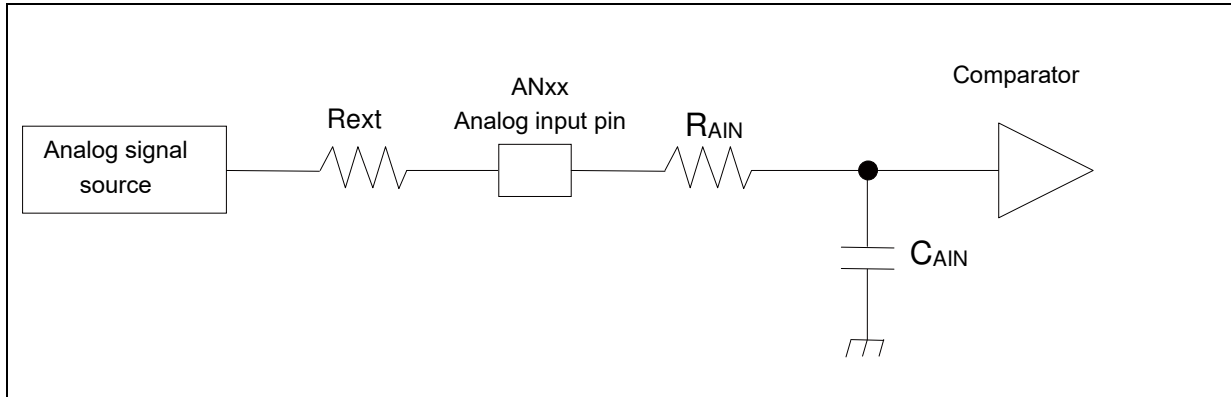 Comparator
ANxx
Analog input pin
Rext
RAIN
Analog signal
source
CAIN